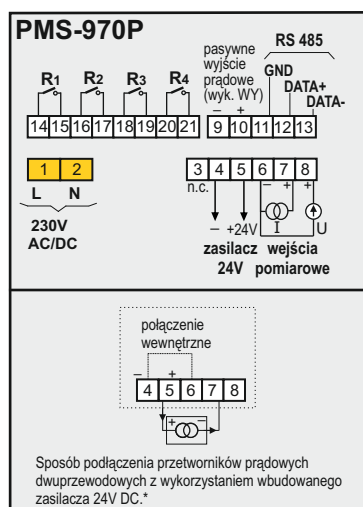 PMS-970P
pasywne
wyjście
prądowe
(wyk. WY)
RS 485
GND
DATA+
DATA-
R1 R2 R3 R4
– +
14 15 16 17 18 19 20 21 9 10 11 12 13
1 2
L N
230V
AC/DC
3 4 5 6 7 8
n.c.
– + +
I U
– +24V
zasilacz
24V
wejścia
pomiarowe
połączenie
wewnętrzne
– +
4 5 6 7 8
+ –
Sposób podłączenia przetworników prądowych
dwuprzewodowych z wykorzystaniem wbudowanego
zasilacza 24V DC.*